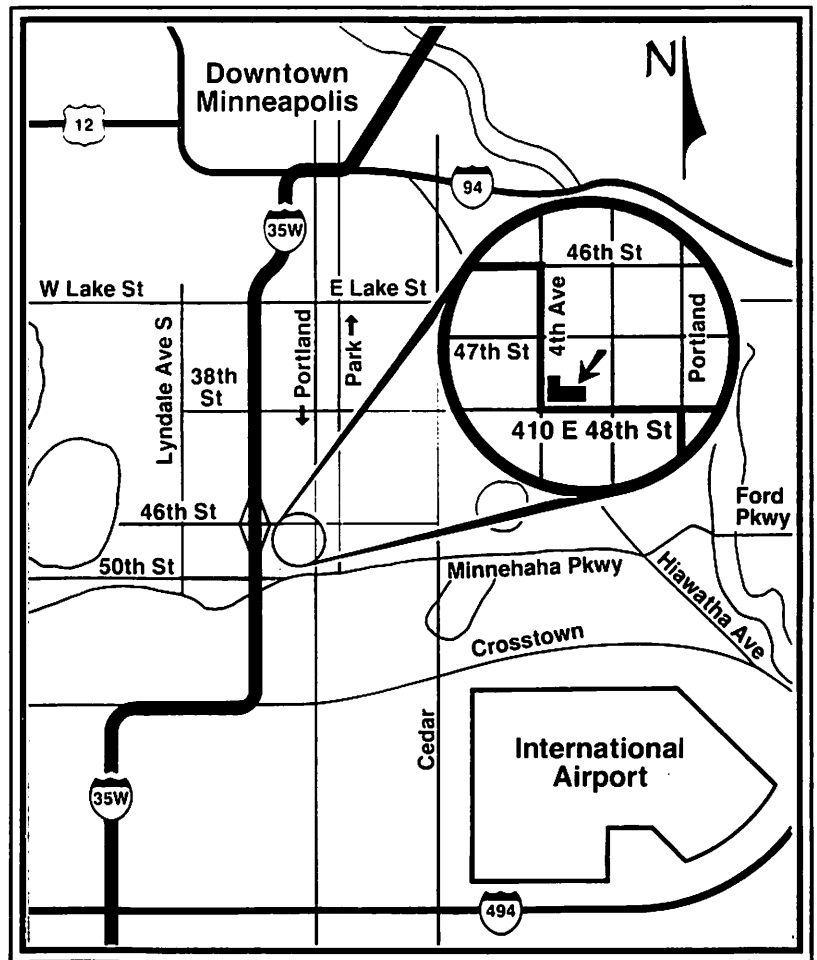 Downtown
Minneapolis
N
12
94
35W
46th St
W Lake St
E Lake St
4th Ave
Portland
Lyndale Ave S
38th
St
Portland
Park
47th St
410 E 48th St
46th St
Ford
Pkwy
50th St
Minnehaha Pkwy
Hiawatha Ave
Crosstown
Cedar
International
Airport
35W
494